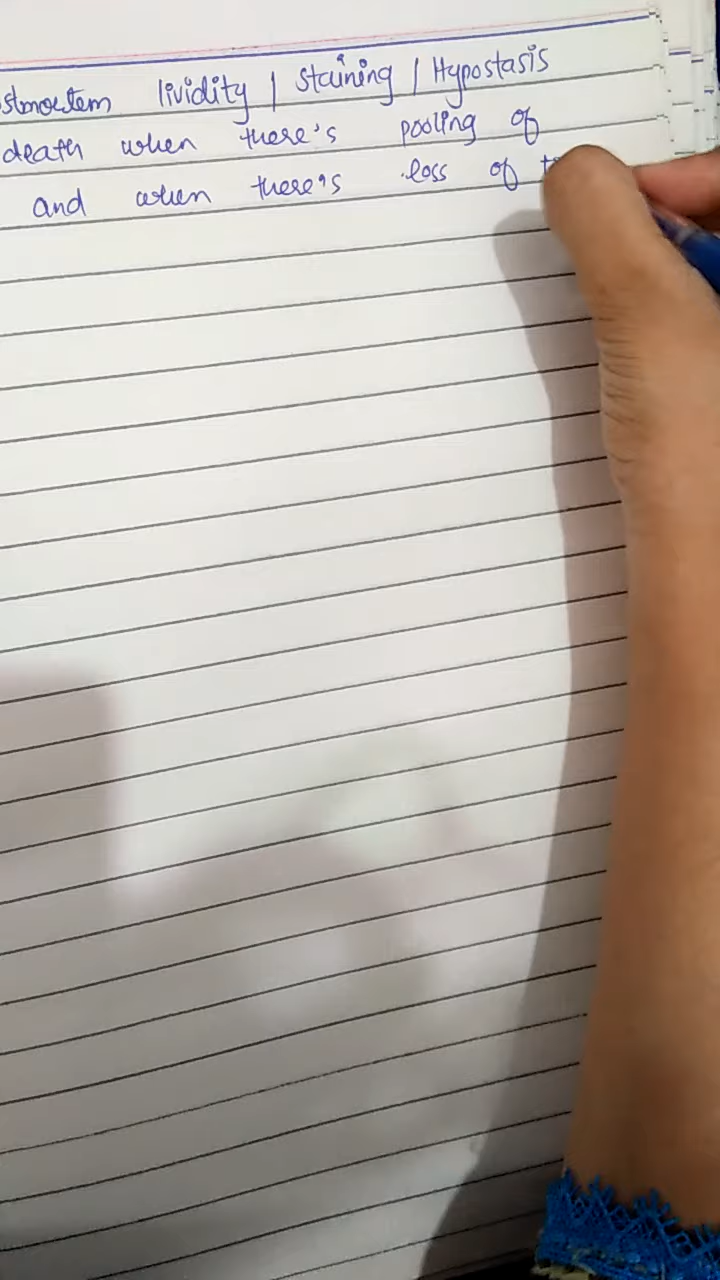 stmortem lividity | Staining | Hypostasis
death when there's pooling of
and when there's loss of